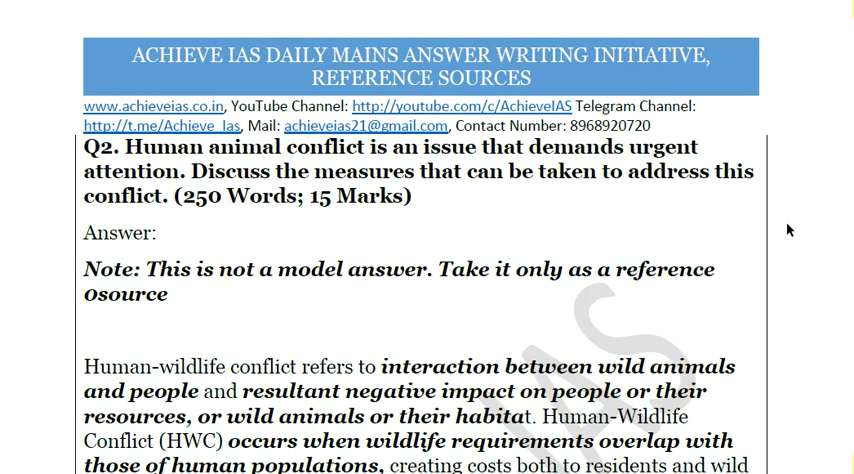 ACHIEVE IAS DAILY MAINS ANSWER WRITING INITIATIVE,
REFERENCE SOURCES
www.achieveias.co.in, YouTube Channel: http://youtube.com/c/AchieveIAS Telegram Channel:
http://t.me/Achieve_Ias, Mail: achieveias21@gmail.com, Contact Number: 8968920720
Q2. Human animal conflict is an issue that demands urgent
attention. Discuss the measures that can be taken to address this
conflict. (250 Words; 15 Marks)
Answer:
Note: This is not a model answer. Take it only as a reference
0source
Human-wildlife conflict refers to interaction between wild animals
and people and resultant negative impact on people or their
resources, or wild animals or their habitat. Human-Wildlife
Conflict (HWC) occurs when wildlife requirements overlap with
those of human populations, creating costs both to residents and wild
IAS